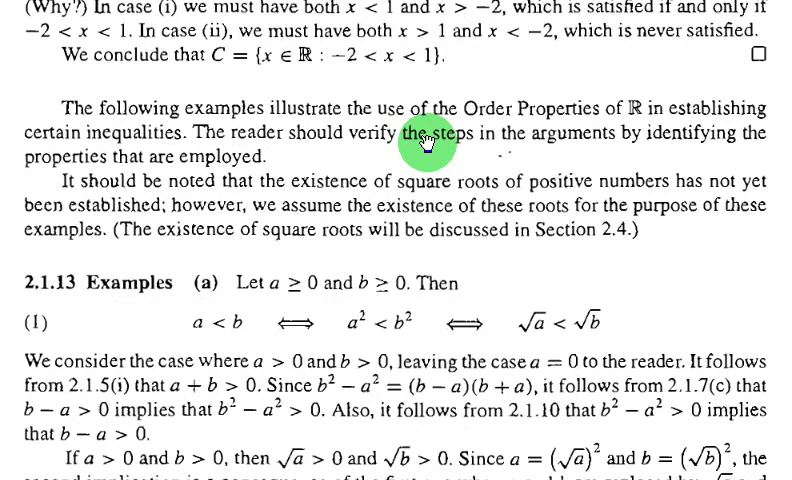 (Why?) In case (i) we must have both x < 1 and x > −2, which is satisfied if and only if
−2 < x < 1. In case (ii), we must have both x > 1 and x < −2, which is never satisfied.
We conclude that C = {x ∈ ℝ : −2 < x < 1}. □
The following examples illustrate the use of the Order Properties of ℝ in establishing
certain inequalities. The reader should verify the steps in the arguments by identifying the
properties that are employed.
It should be noted that the existence of square roots of positive numbers has not yet
been established; however, we assume the existence of these roots for the purpose of these
examples. (The existence of square roots will be discussed in Section 2.4.)
2.1.13 Examples (a) Let a ≥ 0 and b ≥ 0. Then
(1) a < b ⟺ a² < b² ⟺ √a < √b
We consider the case where a > 0 and b > 0, leaving the case a = 0 to the reader. It follows
from 2.1.5(i) that a + b > 0. Since b² − a² = (b − a)(b + a), it follows from 2.1.7(c) that
b − a > 0 implies that b² − a² > 0. Also, it follows from 2.1.10 that b² − a² > 0 implies
that b − a > 0.
If a > 0 and b > 0, then √a > 0 and √b > 0. Since a = (√a)² and b = (√b)², the